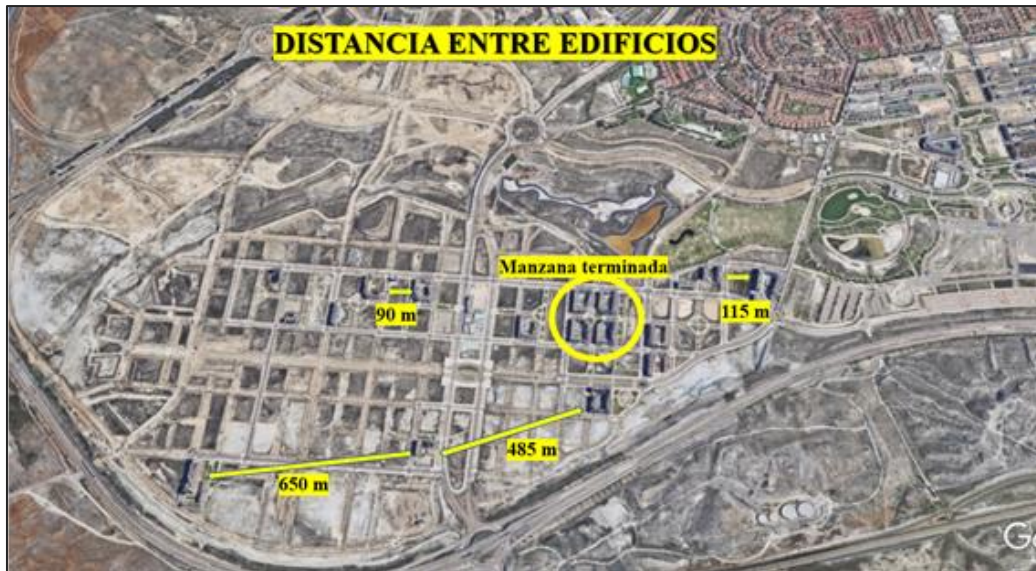 DISTANCIA ENTRE EDIFICIOS
Manzana terminada
90 m
115 m
485 m
650 m